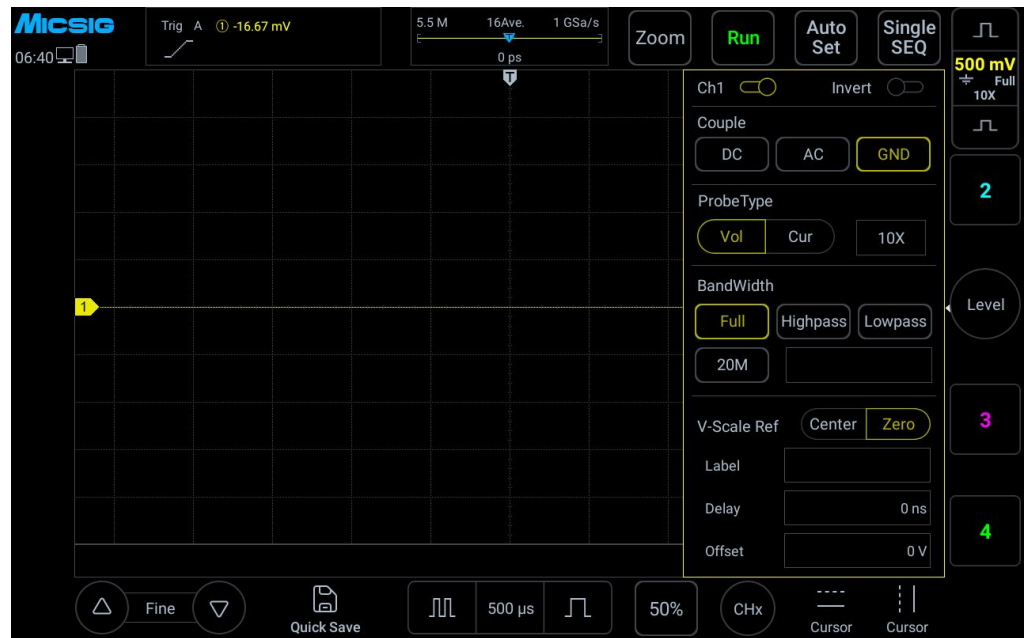 Micsig
Trig A ① -16.67 mV
5.5 M 16Ave. 1 GSa/s
0 ps
Zoom
Run
Auto
Set
Single
SEQ
06:40
T
500 mV
Full
10X
Ch1 Invert
Couple
DC AC GND
2
ProbeType
Vol Cur 10X
BandWidth
1
Full Highpass Lowpass
Level
20M
V-Scale Ref Center Zero
3
Label
Delay 0 ns
4
Offset 0 V
Fine
Quick Save
500 µs
50%
CHx
Cursor
Cursor